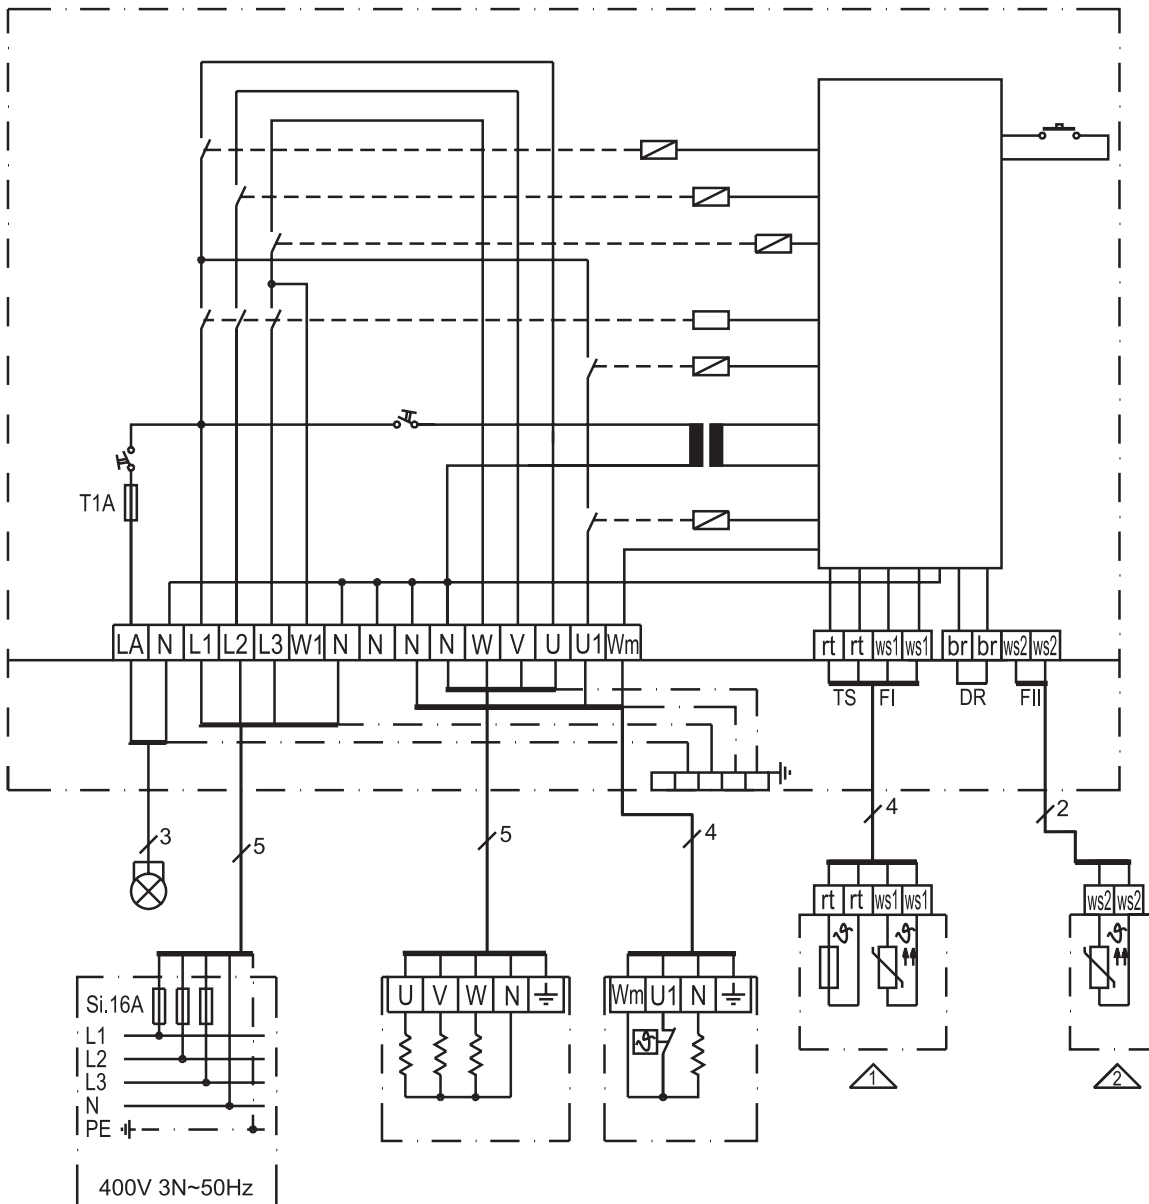 T1A
LA N L1 L2 L3 W1 N N N N W V U U1 Wm
rt rt ws1 ws1 br br ws2 ws2
TS FI DR FII
3 5 5 4 4 2
rt rt ws1 ws1
ws2 ws2
U V W N
Wm U1 N
Si.16A
L1
L2
L3
N
PE
1
2
400V 3N~50Hz